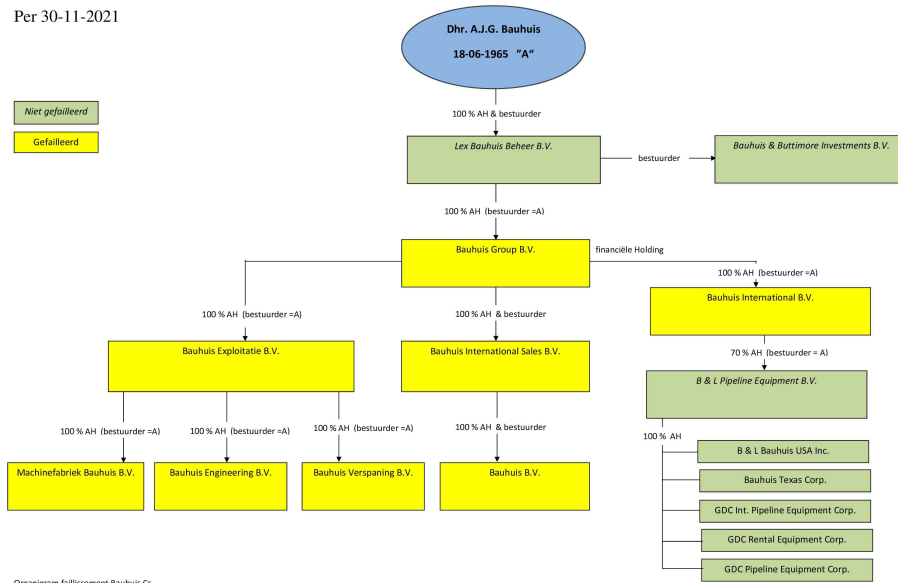 Per 30-11-2021
Dhr. A.J.G. Bauhuis
18-06-1965 "A"
Niet gefailleerd
Gefailleerd
100 % AH & bestuurder
Lex Bauhuis Beheer B.V.
bestuurder
Bauhuis & Buttimore Investments B.V.
100 % AH (bestuurder =A)
Bauhuis Group B.V.
financiële Holding
100 % AH (bestuurder =A)
100 % AH & bestuurder
100 % AH (bestuurder =A)
Bauhuis International B.V.
Bauhuis Exploitatie B.V.
Bauhuis International Sales B.V.
70 % AH (bestuurder = A)
B & L Pipeline Equipment B.V.
100 % AH (bestuurder =A)
100 % AH (bestuurder =A)
100 % AH (bestuurder =A)
100 % AH & bestuurder
100 % AH
Machinefabriek Bauhuis B.V.
Bauhuis Engineering B.V.
Bauhuis Verspaning B.V.
Bauhuis B.V.
B & L Bauhuis USA Inc.
Bauhuis Texas Corp.
GDC Int. Pipeline Equipment Corp.
GDC Rental Equipment Corp.
GDC Pipeline Equipment Corp.
Organigram faillissement Bauhuis Cs